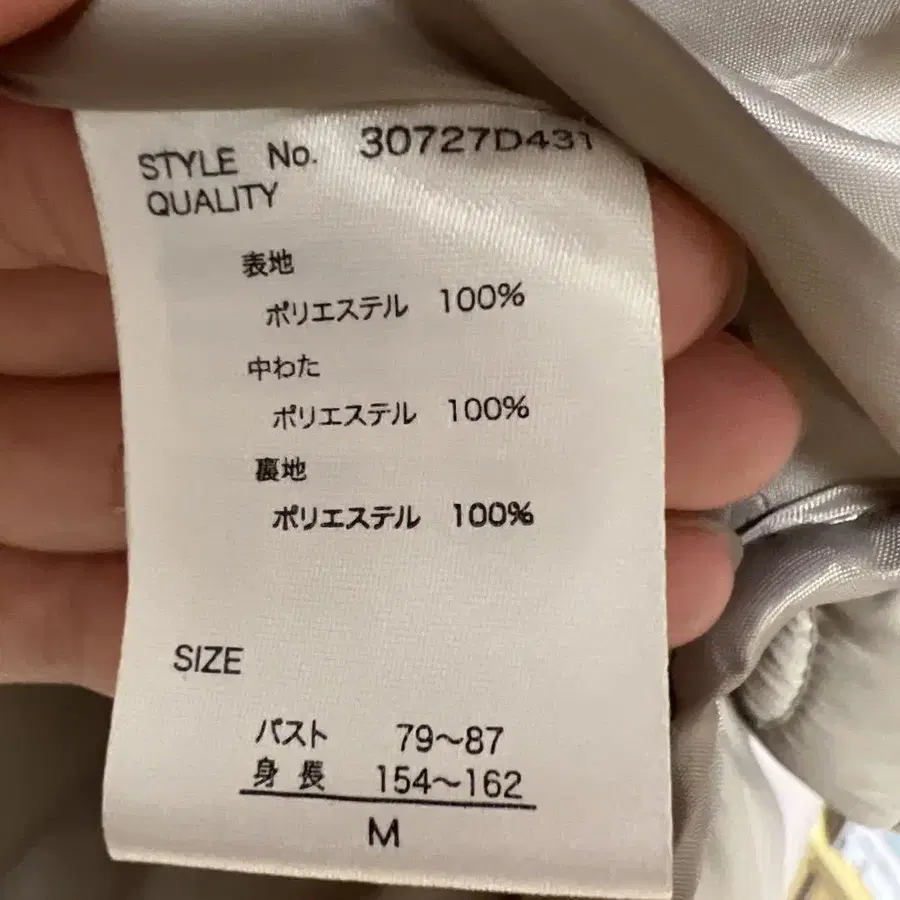 STYLE No. 30727D431
QUALITY
表地
ポリエステル 100%
中わた
ポリエステル 100%
裏地
ポリエステル 100%
SIZE
バスト 79～87
身長 154～162
M